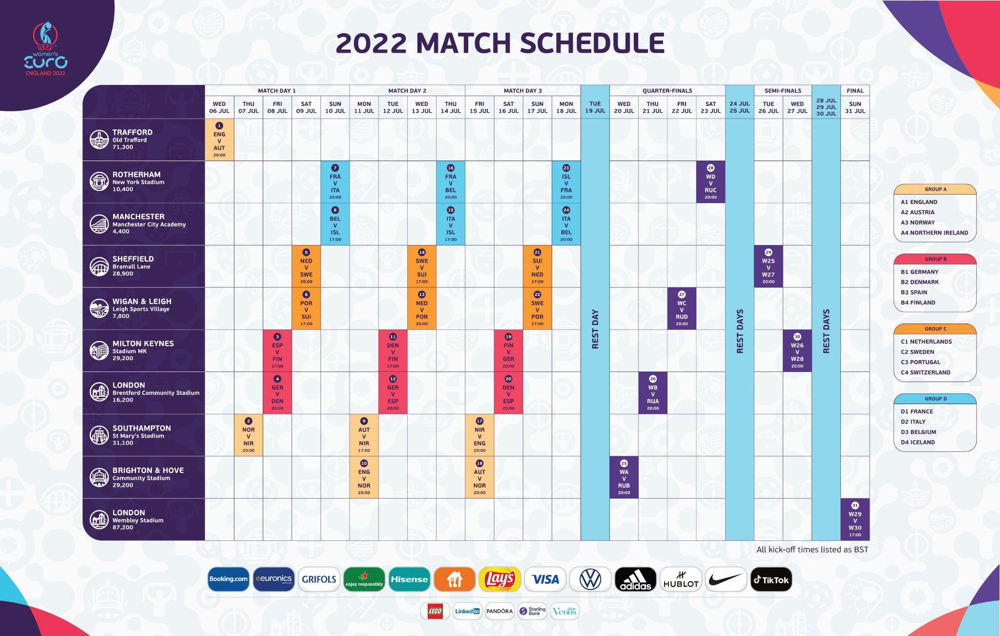 UEFA
women's
EURO
ENGLAND 2022
2022 MATCH SCHEDULE
MATCH DAY 1 MATCH DAY 2 MATCH DAY 3 QUARTER-FINALS SEMI-FINALS FINAL
WED THU FRI SAT SUN MON TUE WED THU FRI SAT SUN MON TUE WED THU FRI SAT 24 JUL TUE WED 28 JUL SUN
06 JUL 07 JUL 08 JUL 09 JUL 10 JUL 11 JUL 12 JUL 13 JUL 14 JUL 15 JUL 16 JUL 17 JUL 18 JUL 19 JUL 20 JUL 21 JUL 22 JUL 23 JUL 25 JUL 26 JUL 27 JUL 29 JUL 31 JUL
30 JUL
TRAFFORD
Old Trafford
71,300
1
ENG
V
AUT
20:00
ROTHERHAM
New York Stadium
10,400
7 16 23 28
FRA FRA ISL WD
V V V V
ITA BEL FRA RUC
20:00 20:00 20:00 20:00
MANCHESTER
Manchester City Academy
4,400
8 15 24
BEL ITA ITA
V V V
ISL ISL BEL
17:00 17:00 20:00
SHEFFIELD
Bramall Lane
28,900
5 14 21 29
NED SWE SUI W25
V V V V
SWE SUI NED W27
20:00 17:00 17:00 20:00
WIGAN & LEIGH
Leigh Sports Village
7,800
6 13 22 27
POR NED SWE WC
V V V V
SUI POR POR RUD
17:00 20:00 17:00 20:00
MILTON KEYNES
Stadium MK
29,200
3 11 19 30
ESP DEN FIN W26
V V V V
FIN FIN GER W28
17:00 17:00 20:00 20:00
LONDON
Brentford Community Stadium
16,200
4 12 20 26
GER GER DEN WB
V V V V
DEN ESP ESP RUA
20:00 20:00 20:00 20:00
SOUTHAMPTON
St Mary's Stadium
31,100
2 9 17
NOR AUT NIR
V V V
NIR NIR ENG
20:00 17:00 20:00
BRIGHTON & HOVE
Community Stadium
29,200
10 18 25
ENG AUT WA
V V V
NOR NOR RUB
20:00 20:00 20:00
LONDON
Wembley Stadium
87,200
31
W29
V
W30
17:00
REST DAY
REST DAYS
REST DAYS
GROUP A
A1 ENGLAND
A2 AUSTRIA
A3 NORWAY
A4 NORTHERN IRELAND
GROUP B
B1 GERMANY
B2 DENMARK
B3 SPAIN
B4 FINLAND
GROUP C
C1 NETHERLANDS
C2 SWEDEN
C3 PORTUGAL
C4 SWITZERLAND
GROUP D
D1 FRANCE
D2 ITALY
D3 BELGIUM
D4 ICELAND
All kick-off times listed as BST
Booking.com euronics GROUP GRIFOLS enjoy responsibly Hisense Lay's VISA adidas HUBLOT TikTok
LEGO LinkedIn PANDÓRA Starling Bank Gillette Venus